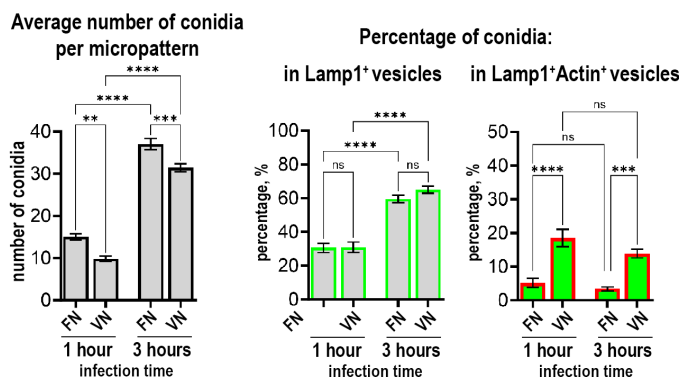 Average number of conidia
per micropattern
number of conidia
40
30
20
10
0
****
****
**
***
FN
VN
FN
VN
1 hour
3 hours
infection time
Percentage of conidia:
in Lamp1⁺ vesicles
percentage, %
100
80
60
40
20
0
****
****
ns
ns
FN
VN
FN
VN
1 hour
3 hours
infection time
in Lamp1⁺Actin⁺ vesicles
percentage, %
50
40
30
20
10
0
ns
ns
****
***
FN
VN
FN
VN
1 hour
3 hours
infection time